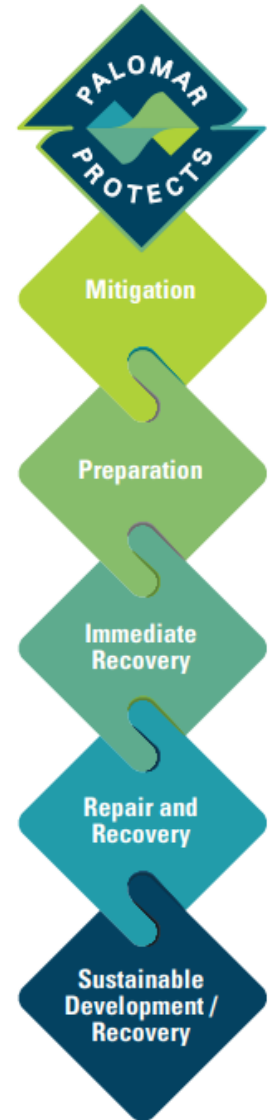 PALOMAR
PROTECTS
Mitigation
Preparation
Immediate
Recovery
Repair and
Recovery
Sustainable
Development /
Recovery